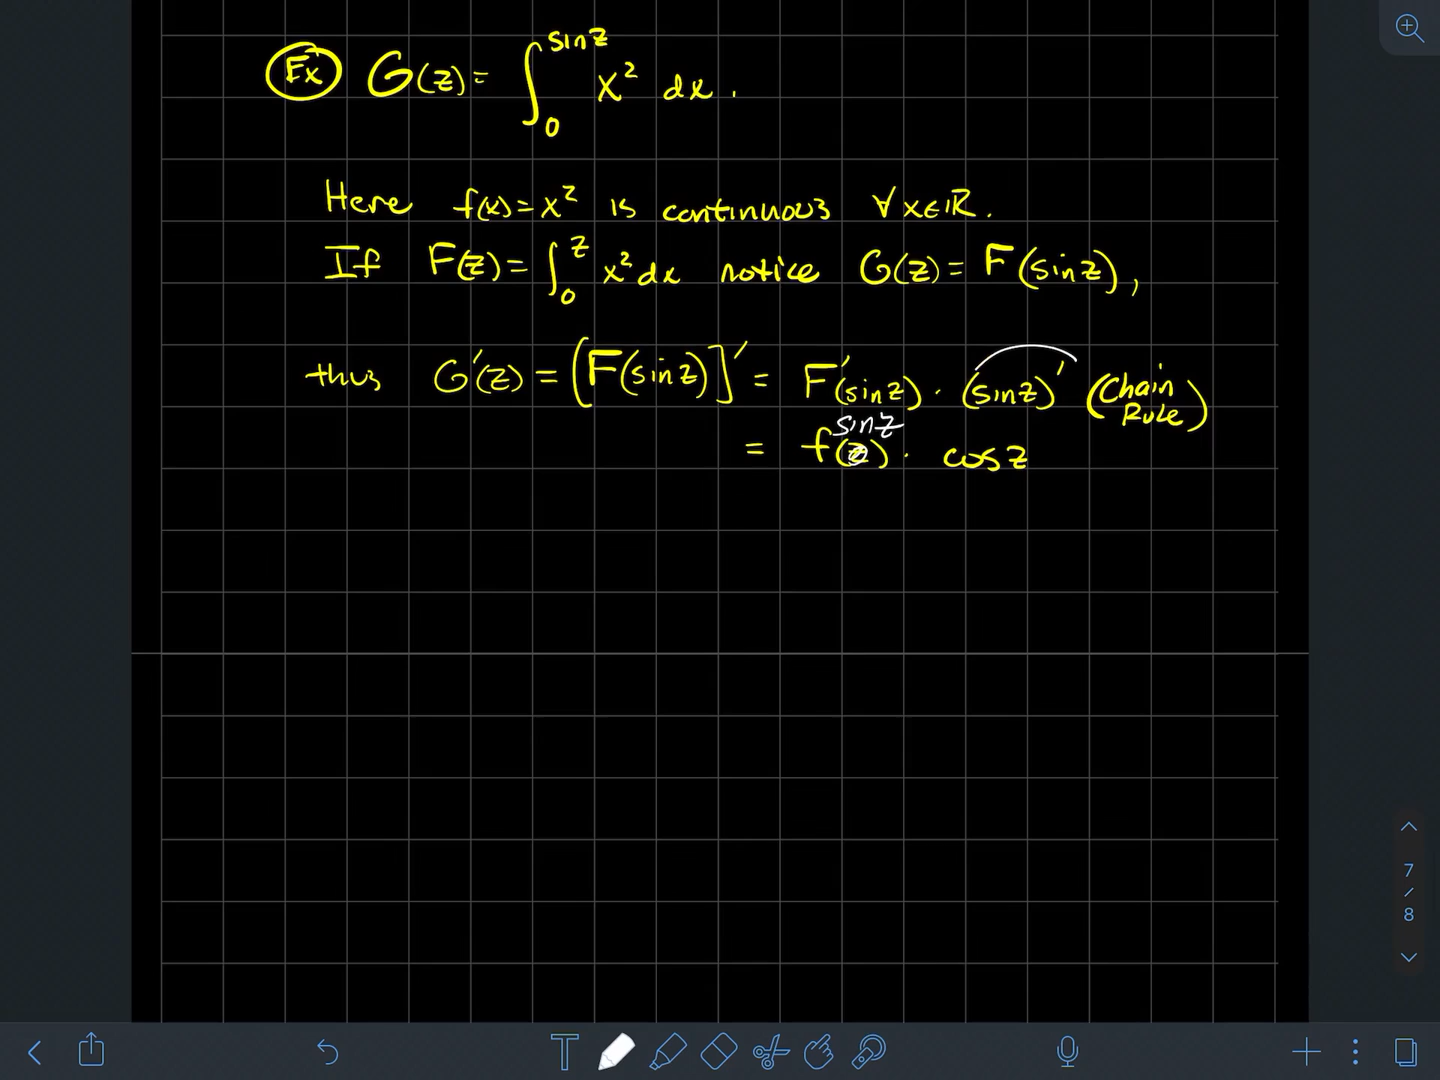 Ex G(z) = ∫₀^{sin z} x² dx.
Here f(x) = x² is continuous ∀ x∈ℝ.
If F(z) = ∫₀^z x² dx notice G(z) = F(sin z),
thus G'(z) = [F(sin z)]' = F'(sin z) · (sin z)' (Chain Rule)
sin z
= f(z) · cos z
7
/
8
T